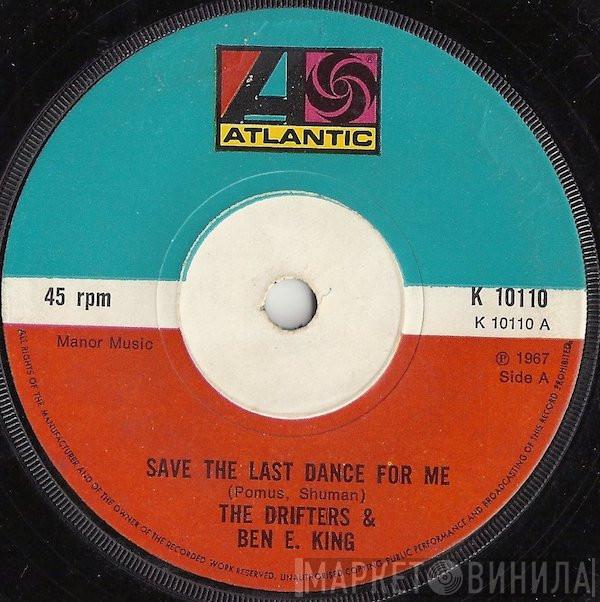 ATLANTIC
45 rpm
K 10110
K 10110 A
Manor Music
℗ 1967
Side A
SAVE THE LAST DANCE FOR ME
(Pomus, Shuman)
THE DRIFTERS &
BEN E. KING
ALL RIGHTS OF THE MANUFACTURER AND OF THE OWNER OF THE RECORDED WORK RESERVED. UNAUTHORISED COPYING PUBLIC PERFORMANCE AND BROADCASTING OF THIS RECORD PROHIBITED.
МАРКЕТ ВИНИЛА